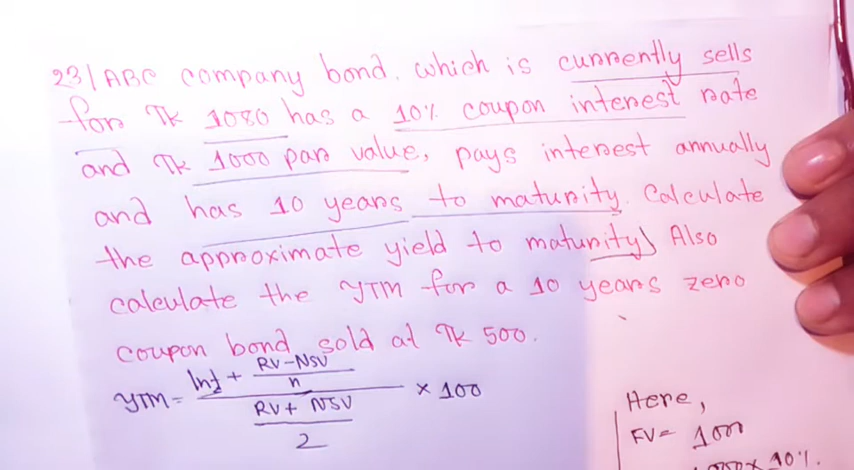 23/ ABC company bond. which is currently sells
for Tk 1080 has a 10% coupon interest rate
and Tk 1000 par value, pays interest annually
and has 10 years to maturity. Calculate
the approximate yield to maturity) Also
calculate the YTM for a 10 years zero
coupon bond sold at Tk 500.
YTM = Int + RV-NSV
n
RV + NSV
2
× 100
Here,
FV = 1000
1000 × 10%.